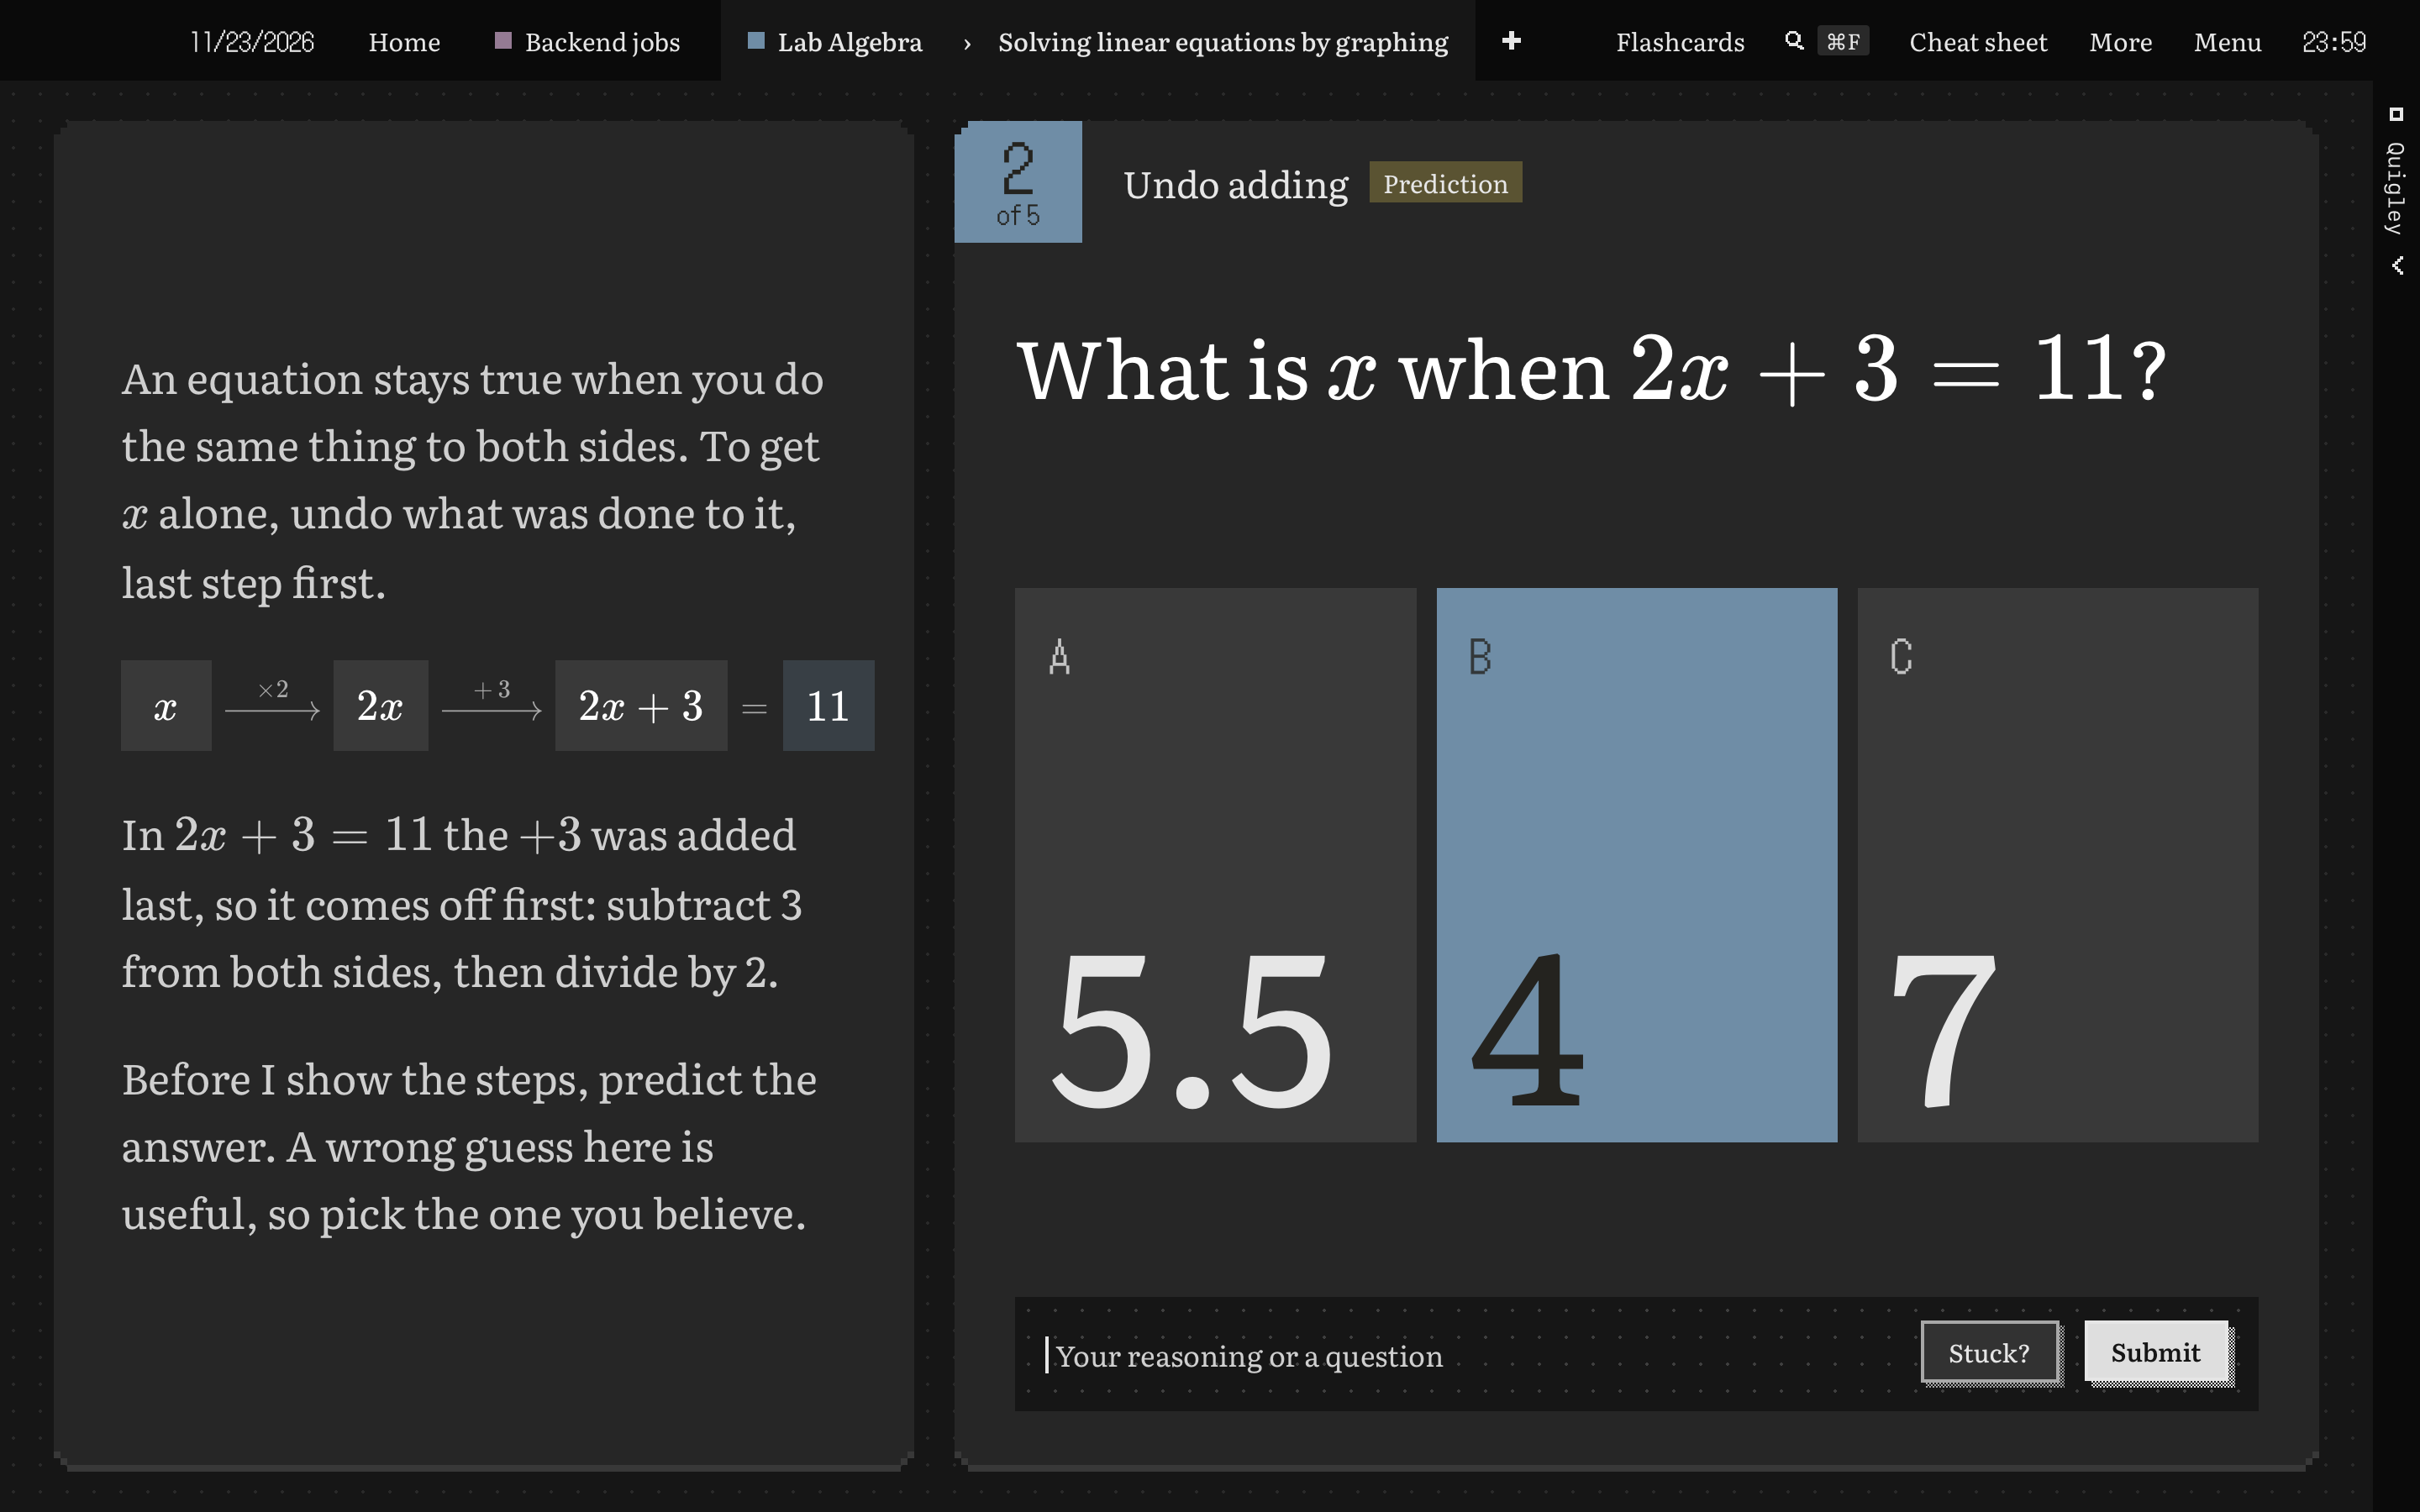 11/23/2026 Home Backend jobs Lab Algebra › Solving linear equations by graphing + Flashcards ⌘F Cheat sheet More Menu 23:59
Quigley
An equation stays true when you do
the same thing to both sides. To get
x alone, undo what was done to it,
last step first.
x ×2 2x +3 2x + 3 = 11
In 2x + 3 = 11 the +3 was added
last, so it comes off first: subtract 3
from both sides, then divide by 2.
Before I show the steps, predict the
answer. A wrong guess here is
useful, so pick the one you believe.
2
of 5
Undo adding Prediction
What is x when 2x + 3 = 11?
A
5.5
B
4
C
7
Your reasoning or a question
Stuck?
Submit